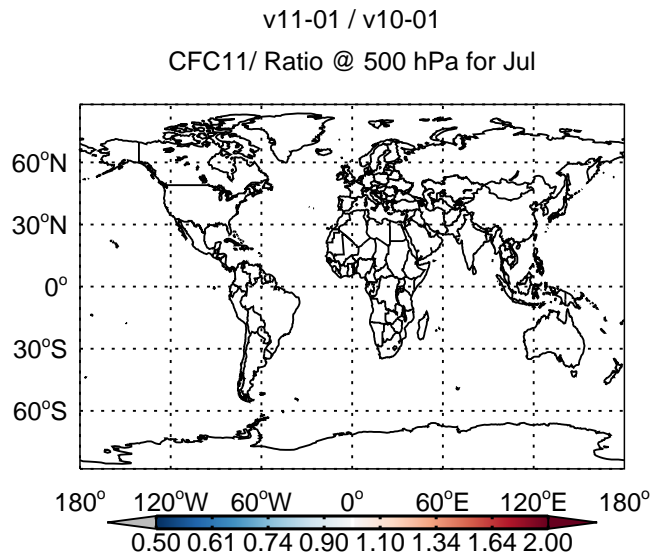 v11-01 / v10-01
CFC11/ Ratio @ 500 hPa for Jul
60°N
30°N
0°
30°S
60°S
180° 120°W 60°W 0° 60°E 120°E 180°
0.50 0.61 0.74 0.90 1.10 1.34 1.64 2.00